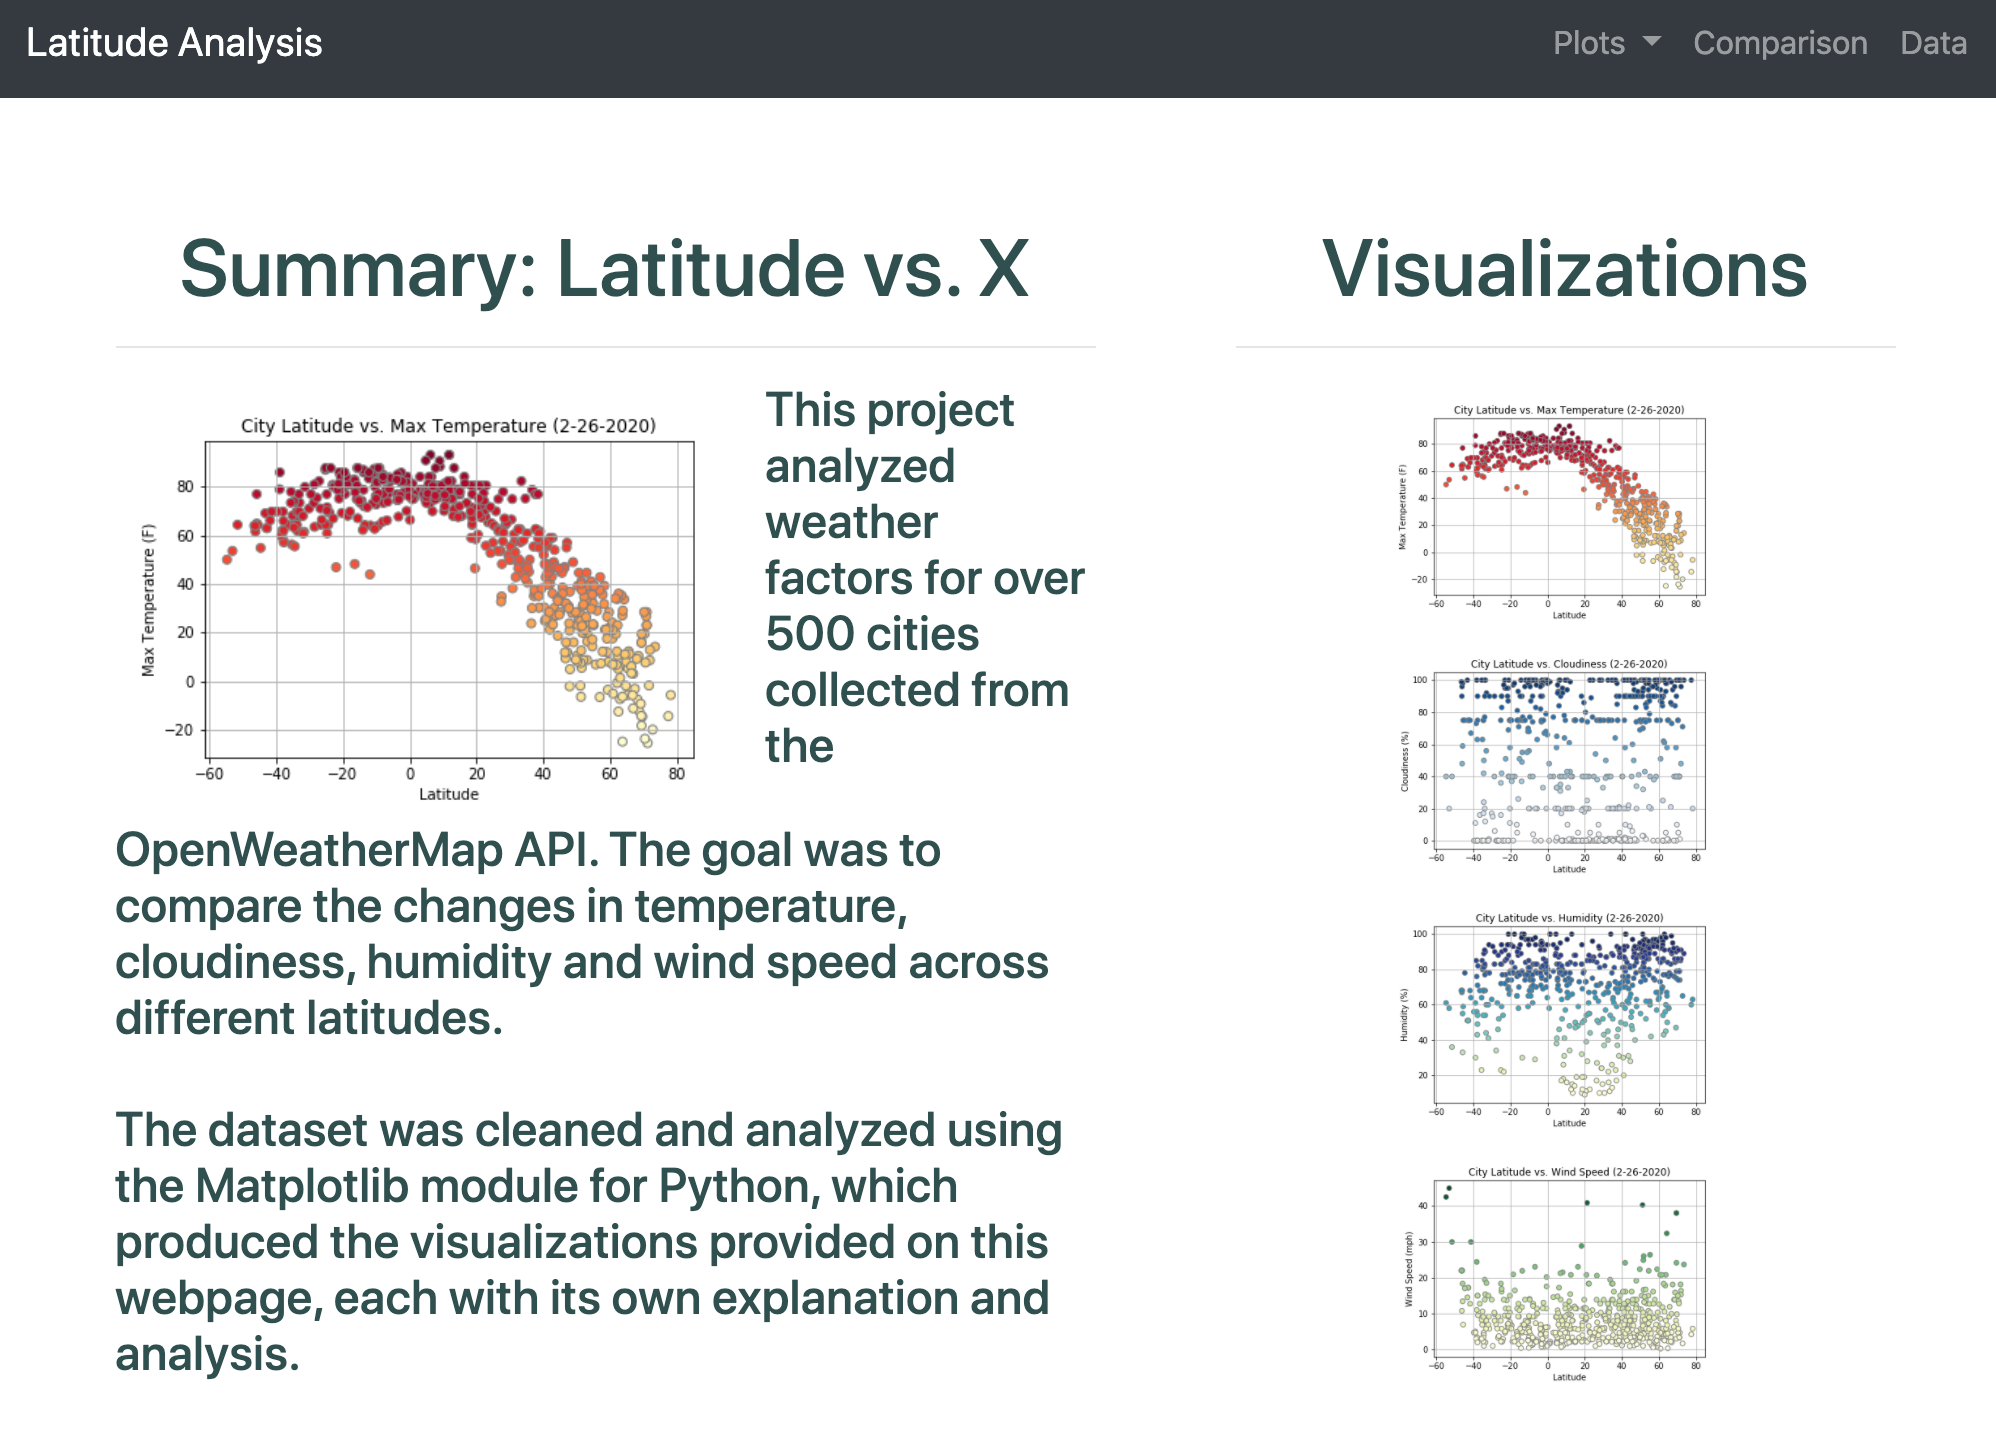 Latitude Analysis
Plots
Comparison
Data
Summary: Latitude vs. X
City Latitude vs. Max Temperature (2-26-2020)
Max Temperature (F)
80
60
40
20
0
−20
−60 −40 −20 0 20 40 60 80
Latitude
This project
analyzed
weather
factors for over
500 cities
collected from
the
OpenWeatherMap API. The goal was to
compare the changes in temperature,
cloudiness, humidity and wind speed across
different latitudes.
The dataset was cleaned and analyzed using
the Matplotlib module for Python, which
produced the visualizations provided on this
webpage, each with its own explanation and
analysis.
Visualizations
City Latitude vs. Max Temperature (2-26-2020)
Max Temperature (F)
80
60
40
20
0
−20
−60 −40 −20 0 20 40 60 80
Latitude
City Latitude vs. Cloudiness (2-26-2020)
Cloudiness (%)
100
80
60
40
20
0
−60 −40 −20 0 20 40 60 80
Latitude
City Latitude vs. Humidity (2-26-2020)
Humidity (%)
100
80
60
40
20
−60 −40 −20 0 20 40 60 80
Latitude
City Latitude vs. Wind Speed (2-26-2020)
Wind Speed (mph)
40
30
20
10
0
−60 −40 −20 0 20 40 60 80
Latitude